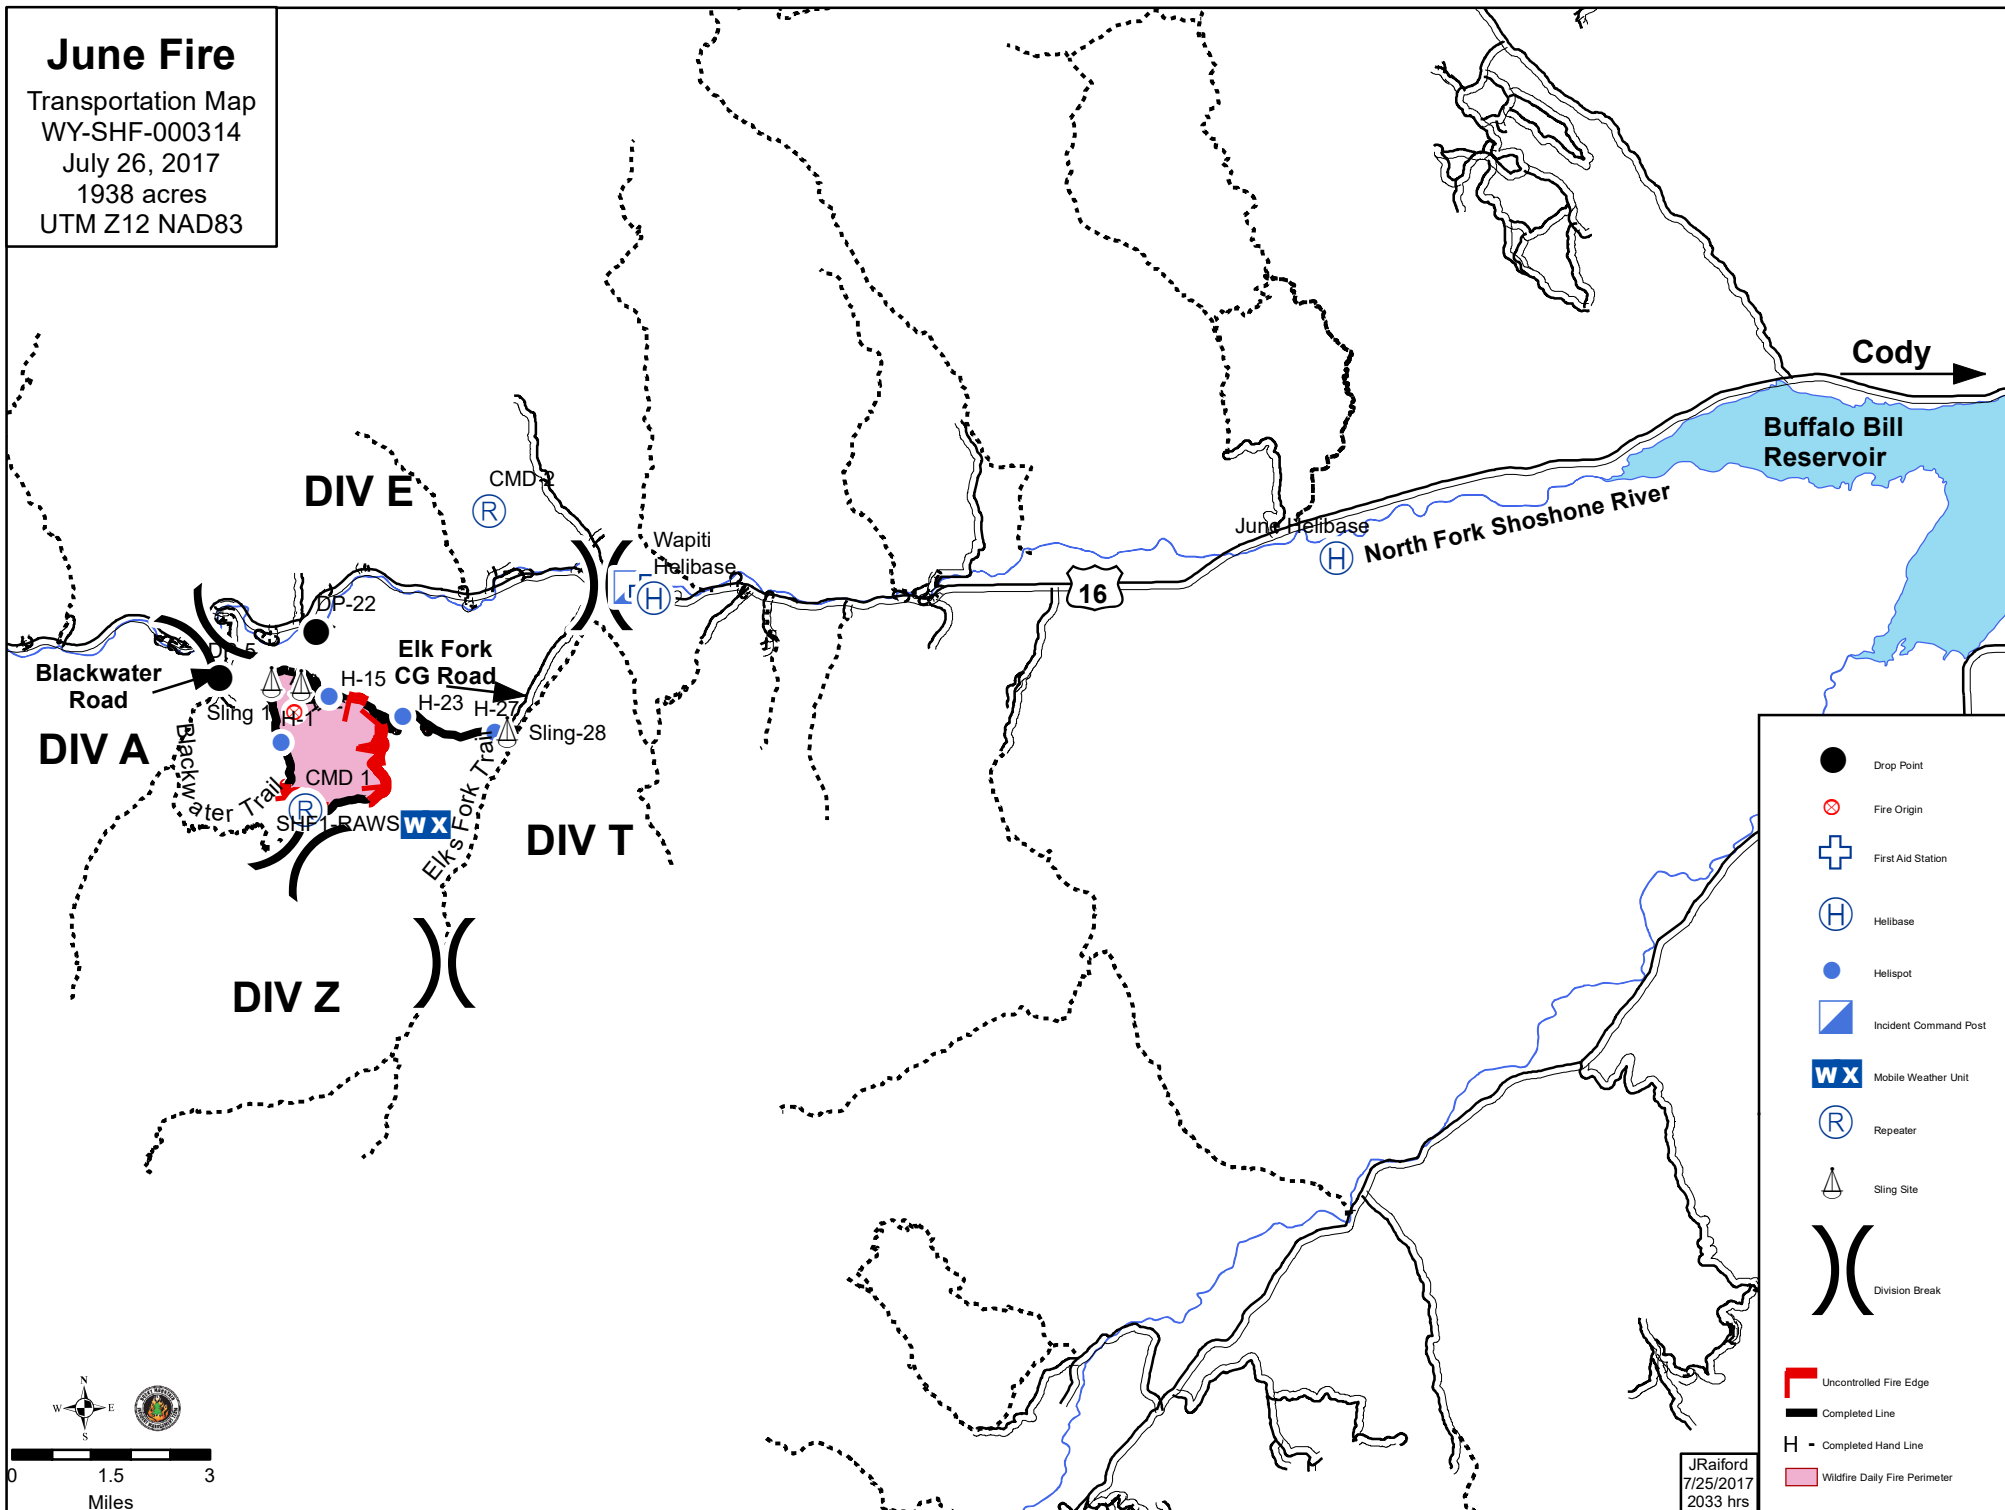 June Fire
Transportation Map
WY-SHF-000314
July 26, 2017
1938 acres
UTM Z12 NAD83
Cody
Buffalo Bill
Reservoir
North Fork Shoshone River
June Helibase
H
16
DIV E
CMD-2
R
Wapiti
Helibase
H
DP-22
DP-5
Blackwater
Road
Elk Fork
CG Road
H-15
H-23
H-27
Sling-28
Sling 1
H-1
DIV A
Blackwater Trail
CMD 1
R
SHF1-RAWS
WX
Elks Fork Trail
DIV T
DIV Z
Drop Point
Fire Origin
First Aid Station
H Helibase
Helispot
Incident Command Post
WX Mobile Weather Unit
R Repeater
Sling Site
Division Break
Uncontrolled Fire Edge
Completed Line
H - Completed Hand Line
Wildfire Daily Fire Perimeter
N
W E
S
0 1.5 3
Miles
JRaiford
7/25/2017
2033 hrs